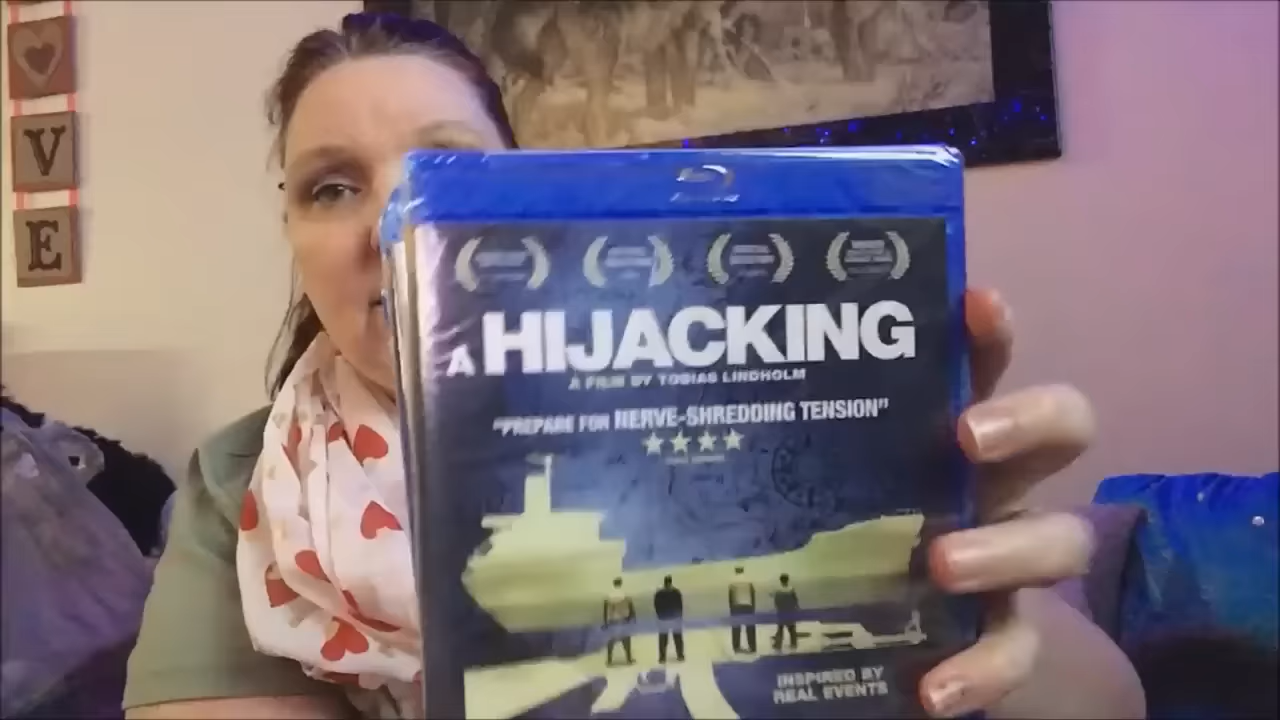 V
E
A HIJACKING
A FILM BY TOBIAS LINDHOLM
"PREPARE FOR NERVE-SHREDDING TENSION"
INSPIRED BY
REAL EVENTS